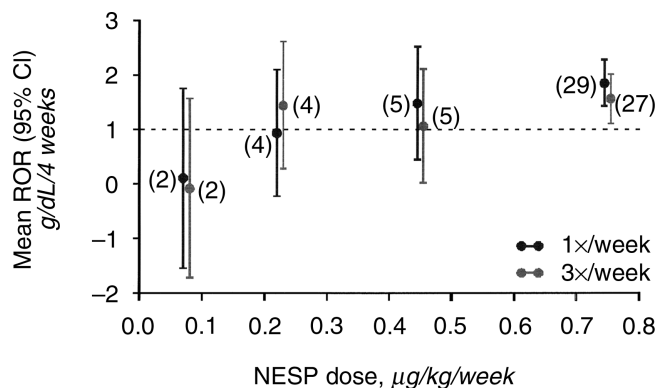 Mean ROR (95% CI)
g/dL/4 weeks
3
2
1
0
−1
−2
(2)
(2)
(4)
(4)
(5)
(5)
(29)
(27)
1×/week
3×/week
0.0 0.1 0.2 0.3 0.4 0.5 0.6 0.7 0.8
NESP dose, μg/kg/week